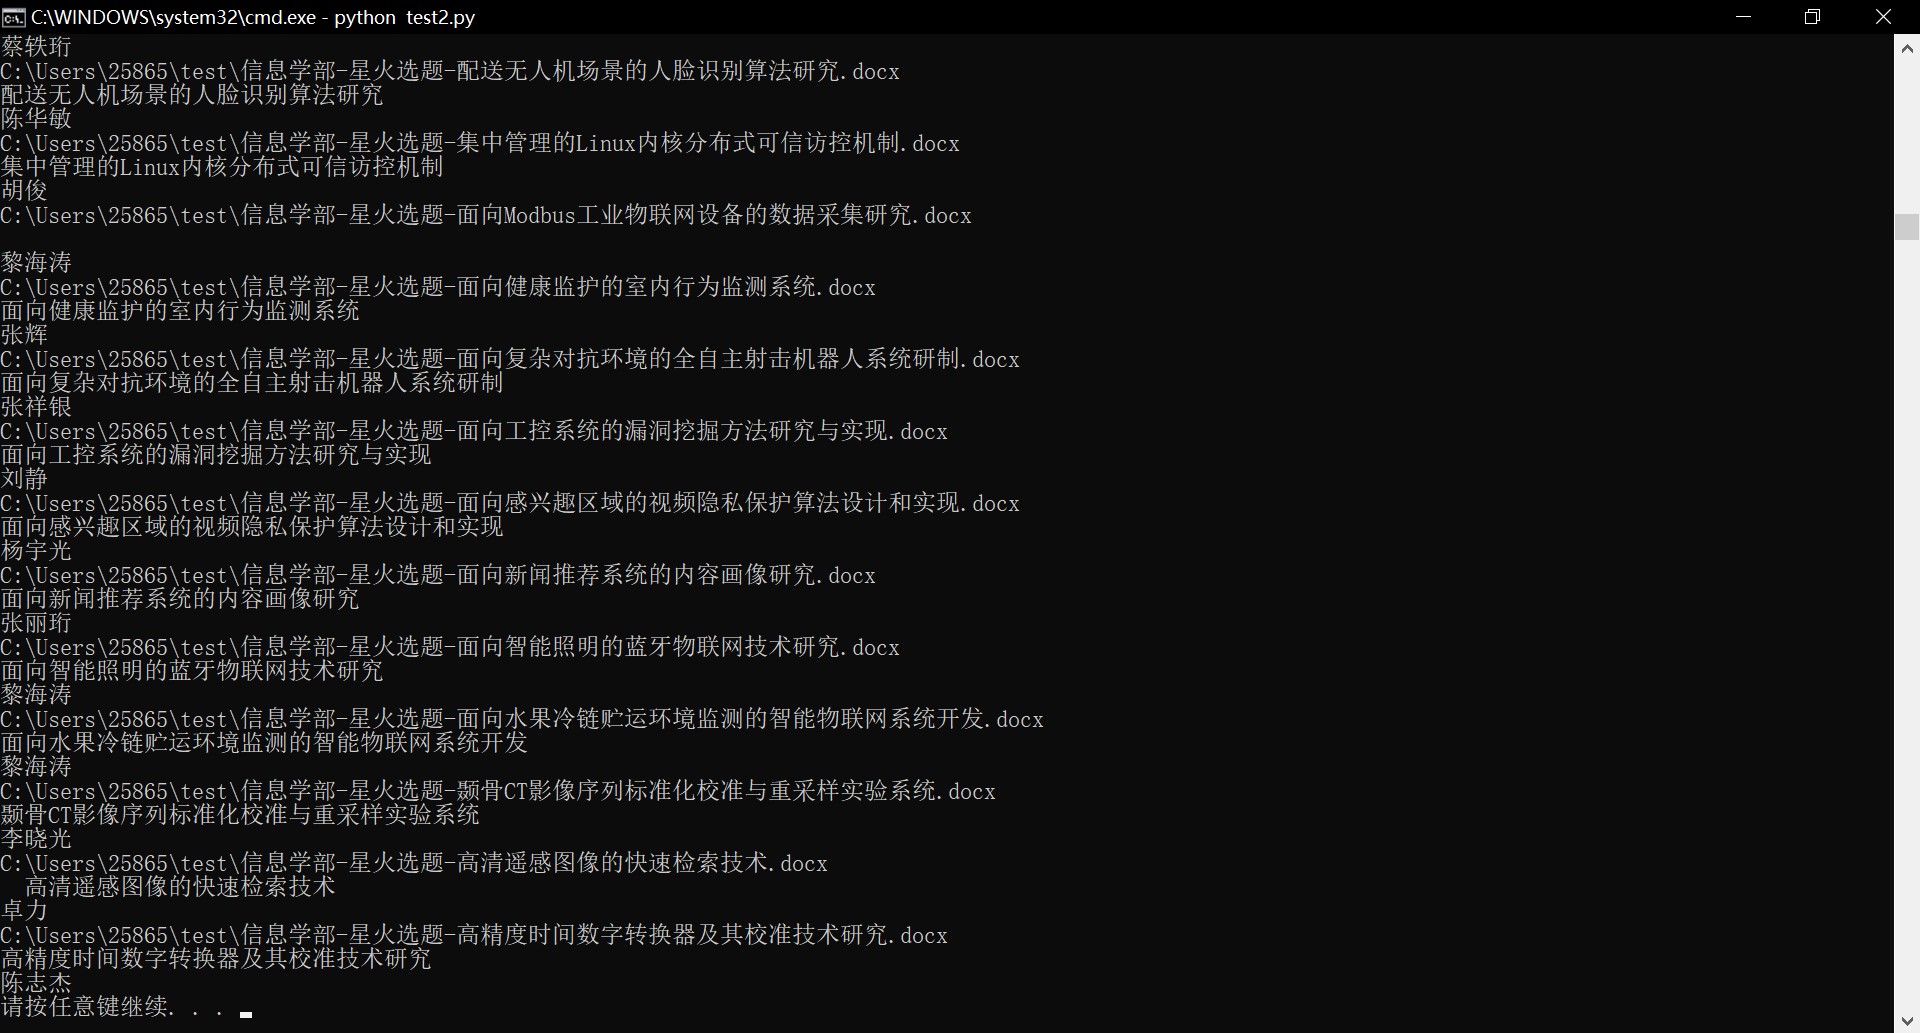 C:\WINDOWS\system32\cmd.exe - python  test2.py
蔡轶珩
C:\Users\25865\test\信息学部-星火选题-配送无人机场景的人脸识别算法研究.docx
配送无人机场景的人脸识别算法研究
陈华敏
C:\Users\25865\test\信息学部-星火选题-集中管理的Linux内核分布式可信访控机制.docx
集中管理的Linux内核分布式可信访控机制
胡俊
C:\Users\25865\test\信息学部-星火选题-面向Modbus工业物联网设备的数据采集研究.docx
黎海涛
C:\Users\25865\test\信息学部-星火选题-面向健康监护的室内行为监测系统.docx
面向健康监护的室内行为监测系统
张辉
C:\Users\25865\test\信息学部-星火选题-面向复杂对抗环境的全自主射击机器人系统研制.docx
面向复杂对抗环境的全自主射击机器人系统研制
张祥银
C:\Users\25865\test\信息学部-星火选题-面向工控系统的漏洞挖掘方法研究与实现.docx
面向工控系统的漏洞挖掘方法研究与实现
刘静
C:\Users\25865\test\信息学部-星火选题-面向感兴趣区域的视频隐私保护算法设计和实现.docx
面向感兴趣区域的视频隐私保护算法设计和实现
杨宇光
C:\Users\25865\test\信息学部-星火选题-面向新闻推荐系统的内容画像研究.docx
面向新闻推荐系统的内容画像研究
张丽珩
C:\Users\25865\test\信息学部-星火选题-面向智能照明的蓝牙物联网技术研究.docx
面向智能照明的蓝牙物联网技术研究
黎海涛
C:\Users\25865\test\信息学部-星火选题-面向水果冷链贮运环境监测的智能物联网系统开发.docx
面向水果冷链贮运环境监测的智能物联网系统开发
黎海涛
C:\Users\25865\test\信息学部-星火选题-颞骨CT影像序列标准化校准与重采样实验系统.docx
颞骨CT影像序列标准化校准与重采样实验系统
李晓光
C:\Users\25865\test\信息学部-星火选题-高清遥感图像的快速检索技术.docx
高清遥感图像的快速检索技术
卓力
C:\Users\25865\test\信息学部-星火选题-高精度时间数字转换器及其校准技术研究.docx
高精度时间数字转换器及其校准技术研究
陈志杰
请按任意键继续. . .